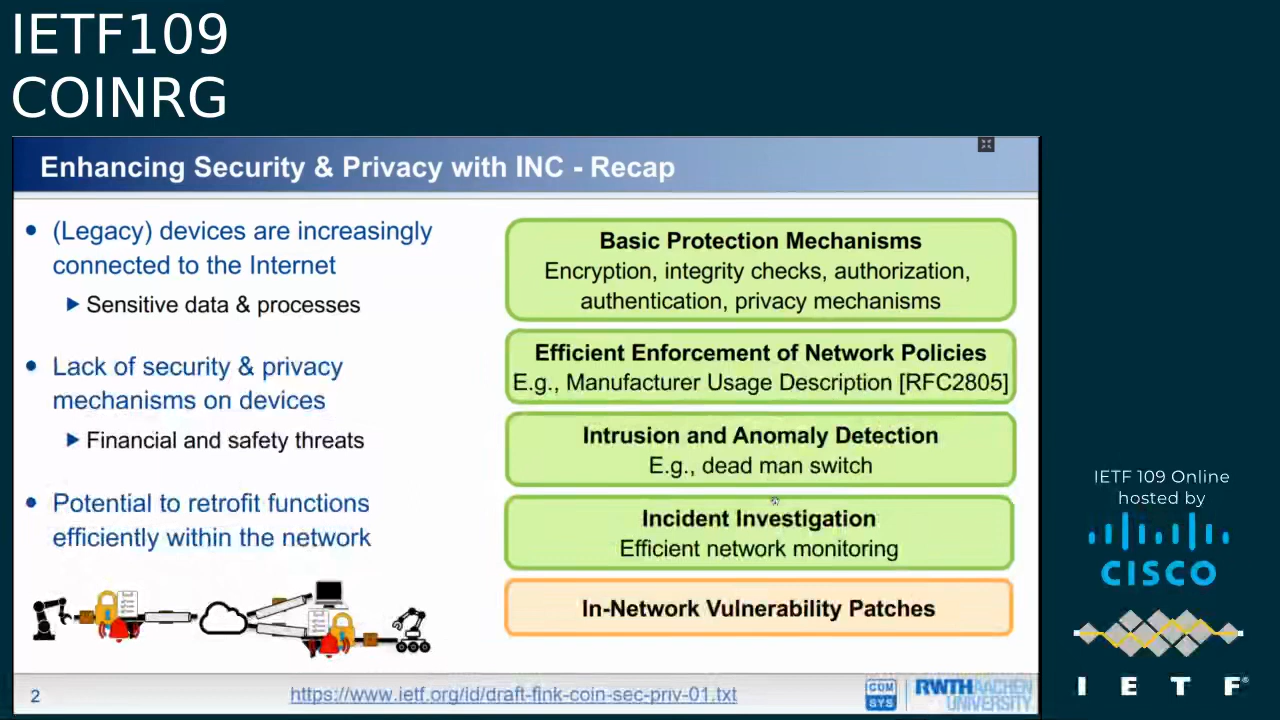 IETF109
COINRG
Enhancing Security & Privacy with INC - Recap
(Legacy) devices are increasingly
connected to the Internet
Sensitive data & processes
Lack of security & privacy
mechanisms on devices
Financial and safety threats
Potential to retrofit functions
efficiently within the network
Basic Protection Mechanisms
Encryption, integrity checks, authorization,
authentication, privacy mechanisms
Efficient Enforcement of Network Policies
E.g., Manufacturer Usage Description [RFC2805]
Intrusion and Anomaly Detection
E.g., dead man switch
Incident Investigation
Efficient network monitoring
In-Network Vulnerability Patches
2
https://www.ietf.org/id/draft-fink-coin-sec-priv-01.txt
COM
SYS
RWTHAACHEN
UNIVERSITY
IETF 109 Online
hosted by
CISCO
I E T F®